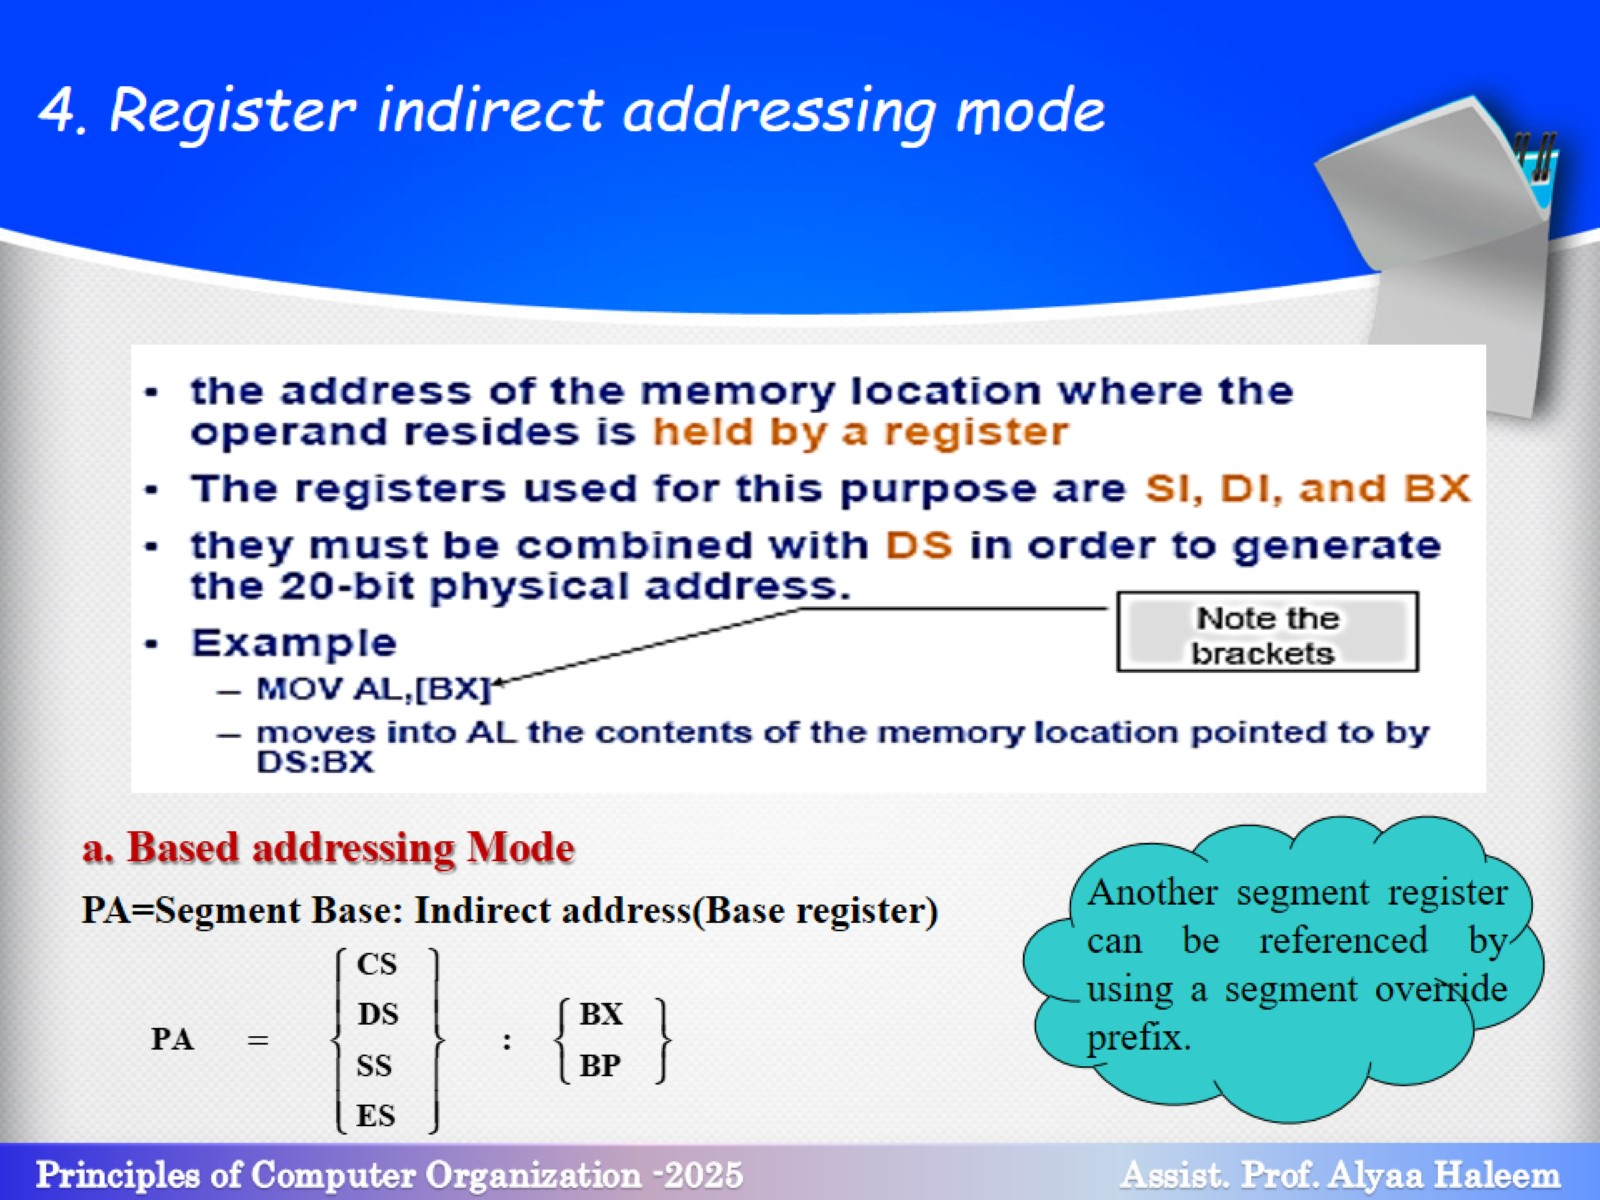 4. Register indirect addressing mode
▪ the address of the memory location where the
operand resides is held by a register
▪ The registers used for this purpose are SI, DI, and BX
▪ they must be combined with DS in order to generate
the 20-bit physical address.
Note the
brackets
▪ Example
– MOV AL,[BX]
– moves into AL the contents of the memory location pointed to by
DS:BX
a. Based addressing Mode
PA=Segment Base: Indirect address(Base register)
CS
DS
SS
ES
PA = { } : { }
BX
BP
Another segment register
can be referenced by
using a segment override
prefix.
Principles of Computer Organization -2025
Assist. Prof. Alyaa Haleem